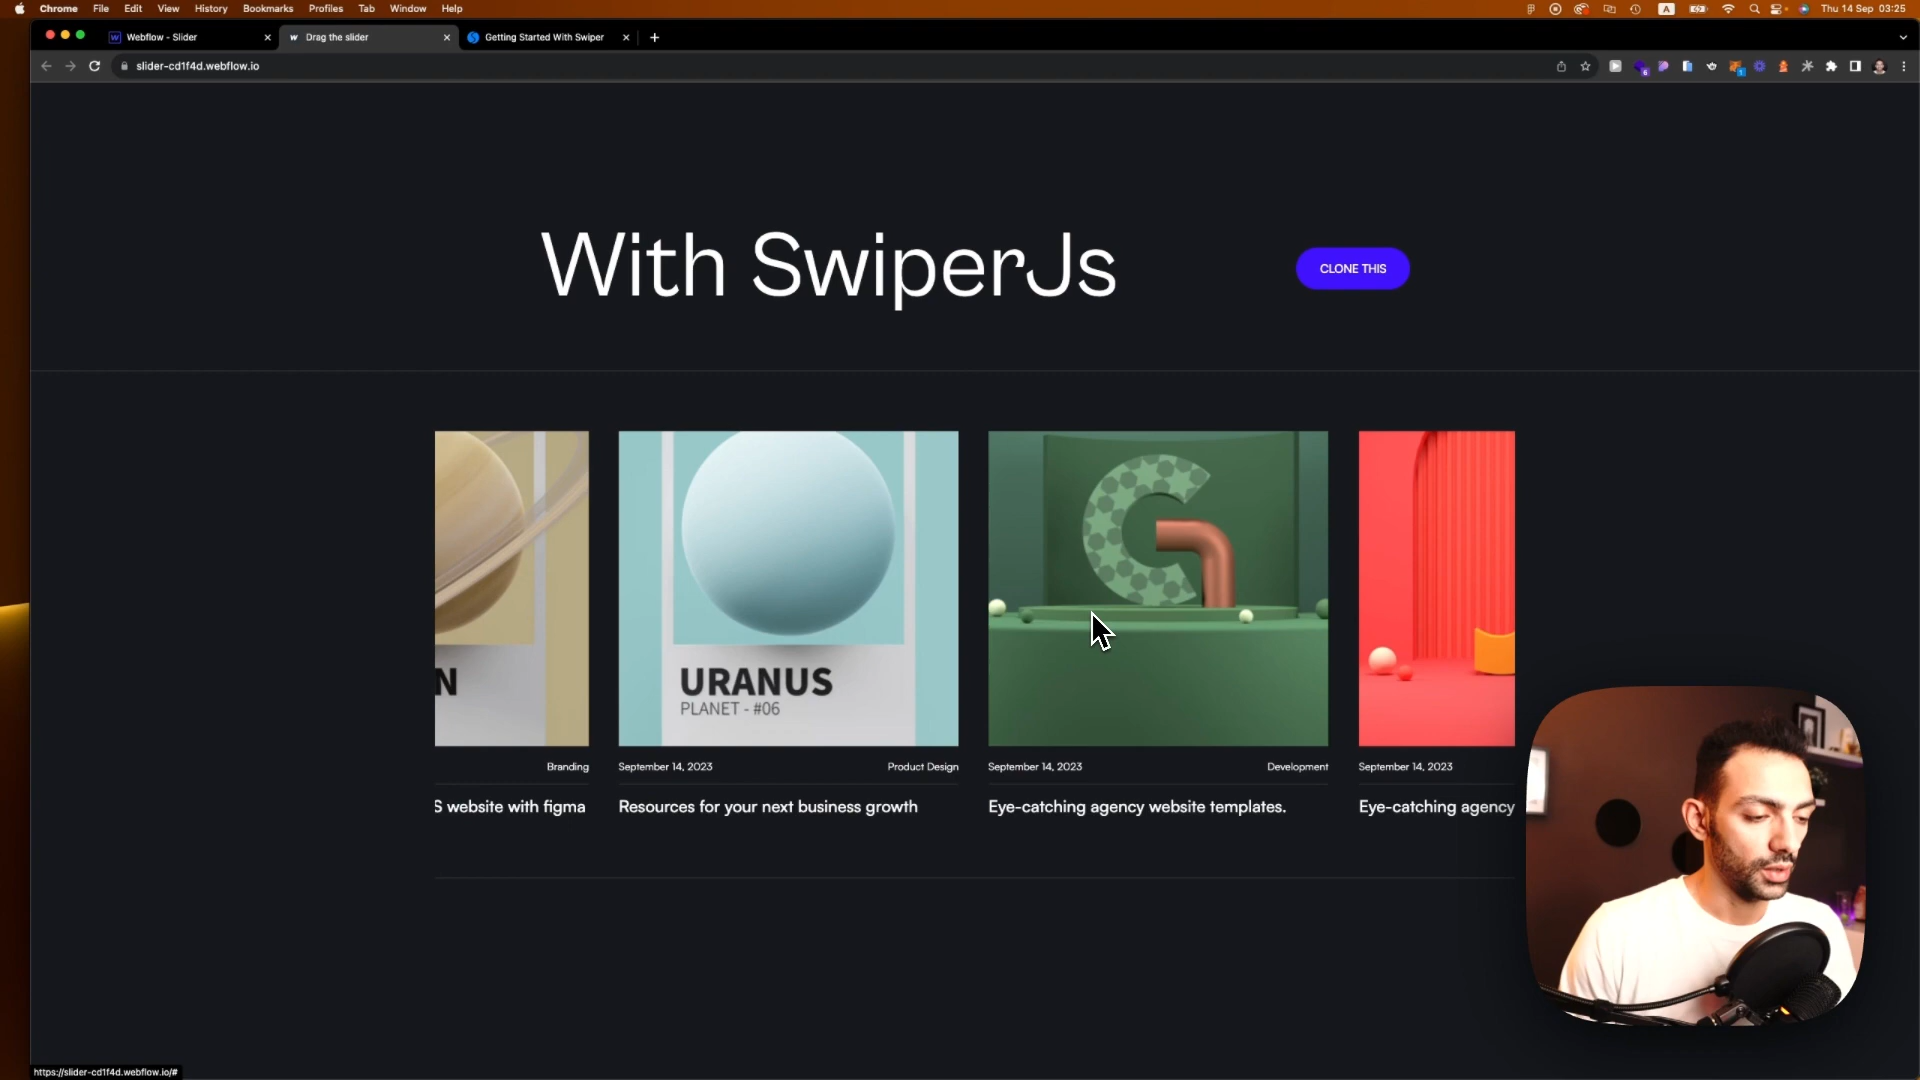 Chrome File Edit View History Bookmarks Profiles Tab Window Help
A
Thu 14 Sep 03:25
Webflow - Slider
Drag the slider
Getting Started With Swiper
slider-cd1f4d.webflow.io
With SwiperJs
CLONE THIS
N
URANUS
PLANET - #06
Branding
September 14, 2023
Product Design
September 14, 2023
Development
September 14, 2023
S website with figma
Resources for your next business growth
Eye-catching agency website templates.
Eye-catching agency
https://slider-cd1f4d.webflow.io/#